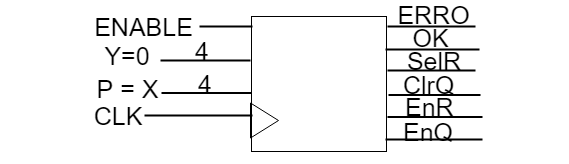 ENABLE
Y=0
4
P = X
4
CLK
ERRO
OK
SelR
ClrQ
EnR
EnQ